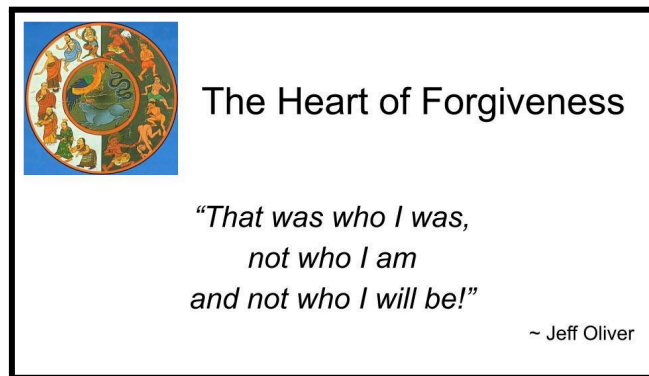 The Heart of Forgiveness
“That was who I was,
not who I am
and not who I will be!”
~ Jeff Oliver